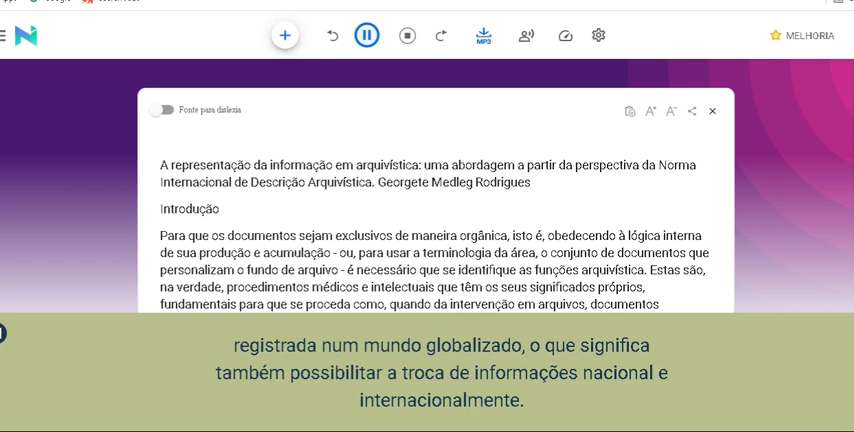 Google
MP3
MELHORIA
Fonte para dislexia
A+ A-
A representação da informação em arquivística: uma abordagem a partir da perspectiva da Norma
Internacional de Descrição Arquivística. Georgete Medleg Rodrigues
Introdução
Para que os documentos sejam exclusivos de maneira orgânica, isto é, obedecendo à lógica interna
de sua produção e acumulação - ou, para usar a terminologia da área, o conjunto de documentos que
personalizam o fundo de arquivo - é necessário que se identifique as funções arquivística. Estas são,
na verdade, procedimentos médicos e intelectuais que têm os seus significados próprios,
fundamentais para que se proceda como, quando da intervenção em arquivos, documentos
registrada num mundo globalizado, o que significa
também possibilitar a troca de informações nacional e
internacionalmente.